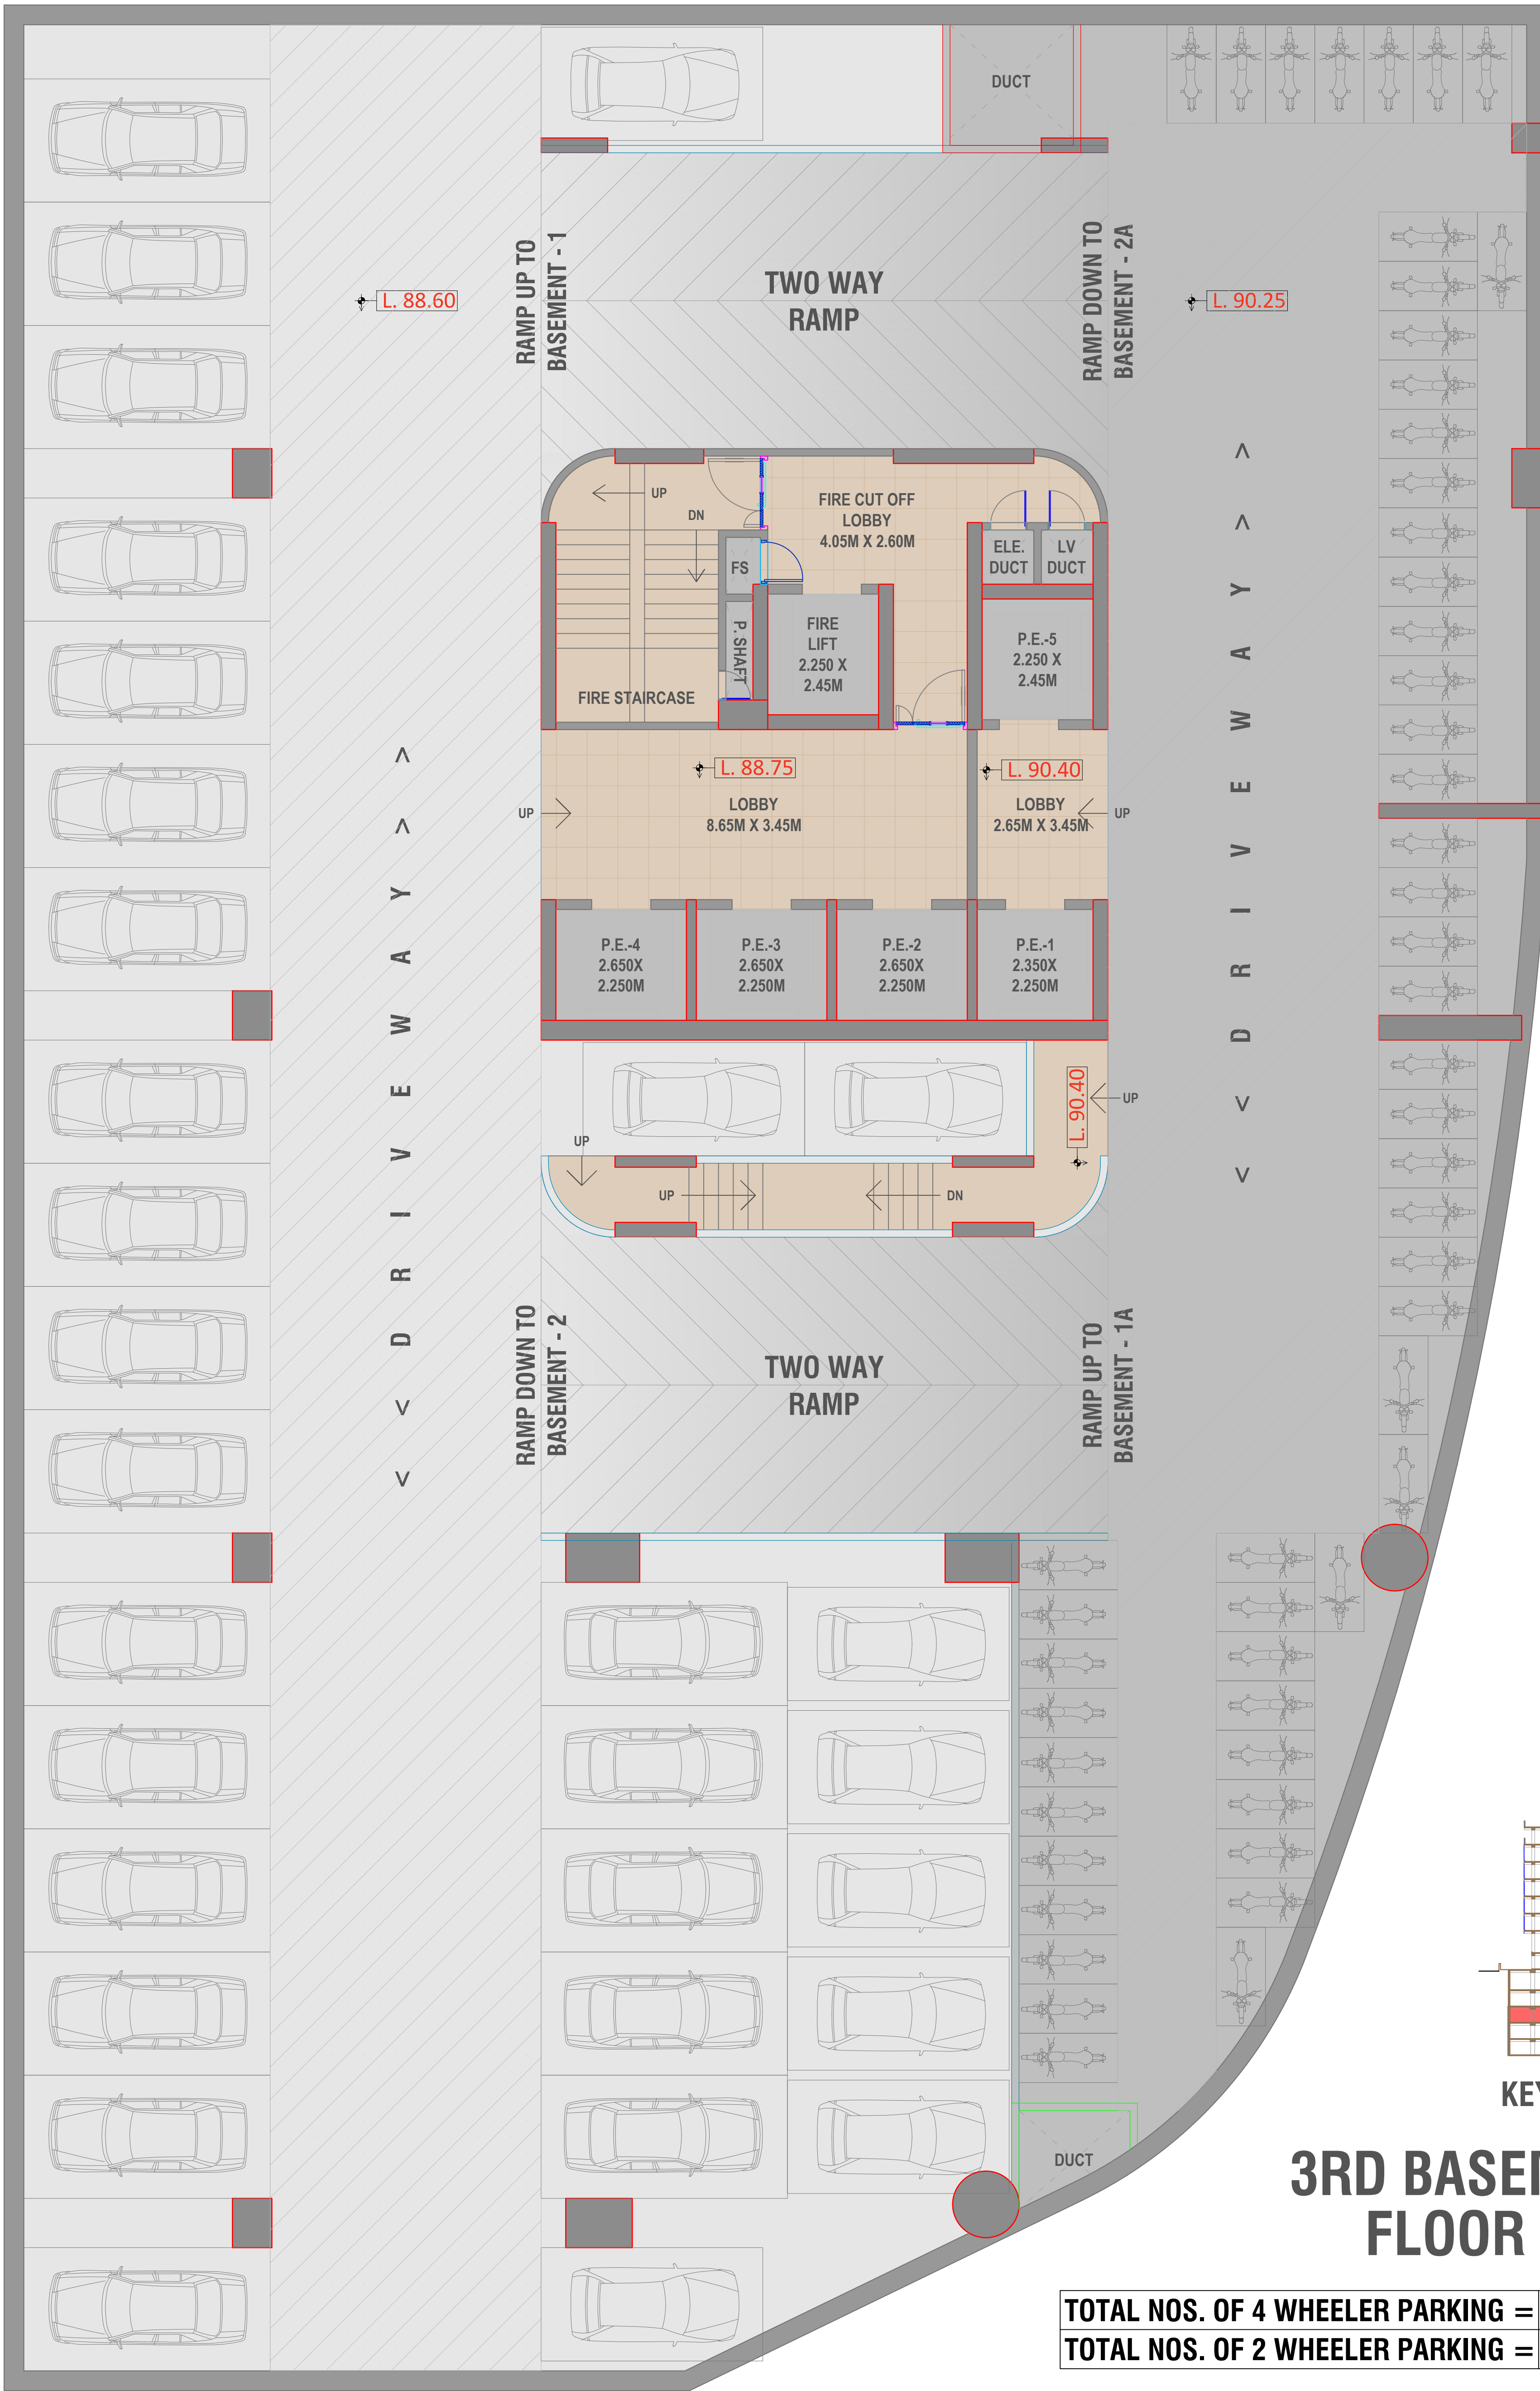 DUCT
RAMP UP TO
BASEMENT - 1
TWO WAY
RAMP
RAMP DOWN TO
BASEMENT - 2A
L. 88.60
L. 90.25
UP
DN
FIRE CUT OFF
LOBBY
4.05M X 2.60M
FS
ELE.
DUCT
LV
DUCT
P. SHAFT
FIRE
LIFT
2.250 X
2.45M
P.E.-5
2.250 X
2.45M
FIRE STAIRCASE
L. 88.75
L. 90.40
UP
LOBBY
8.65M X 3.45M
LOBBY
2.65M X 3.45M
UP
< < D R I V E W A Y > >
< < D R I V E W A Y > >
P.E.-4
2.650X
2.250M
P.E.-3
2.650X
2.250M
P.E.-2
2.650X
2.250M
P.E.-1
2.350X
2.250M
L. 90.40
UP
UP
UP
DN
RAMP DOWN TO
BASEMENT - 2
TWO WAY
RAMP
RAMP UP TO
BASEMENT - 1A
DUCT
KEY
3RD BASEM
FLOOR
TOTAL NOS. OF 4 WHEELER PARKING =
TOTAL NOS. OF 2 WHEELER PARKING =